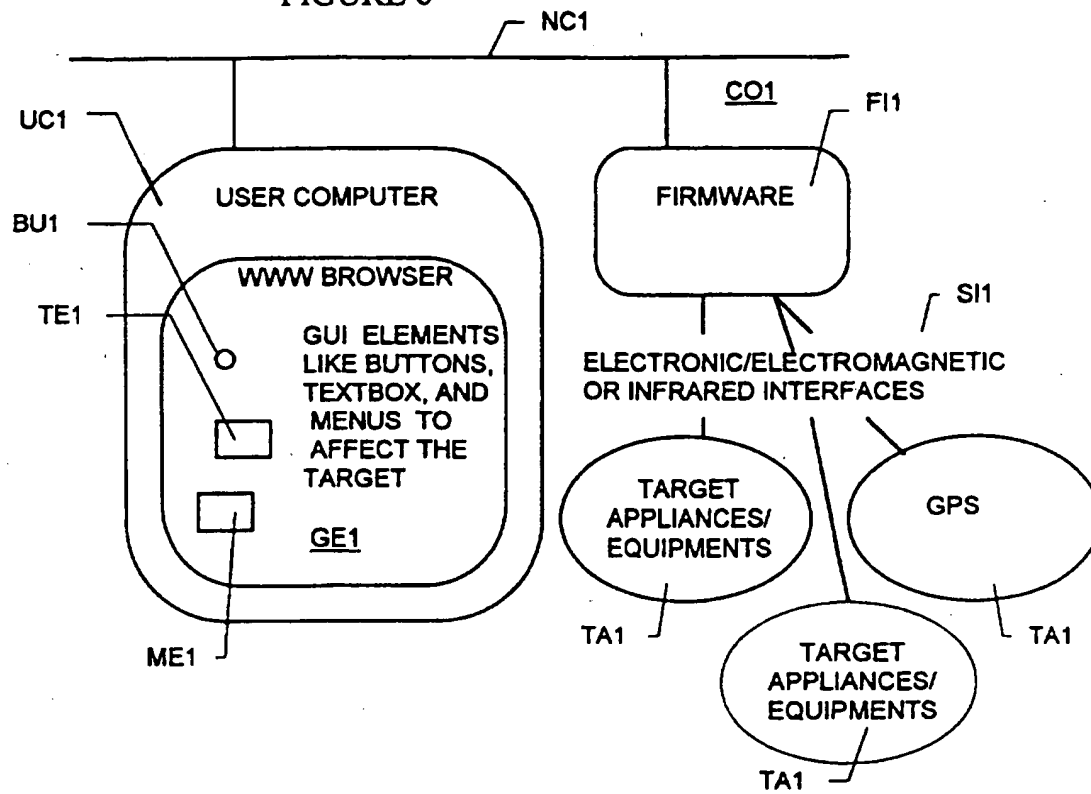 NC1
CO1
FI1
UC1
USER COMPUTER
FIRMWARE
BU1
WWW BROWSER
TE1
SI1
GUI ELEMENTS
LIKE BUTTONS,
TEXTBOX, AND
MENUS TO
AFFECT THE
TARGET
ELECTRONIC/ELECTROMAGNETIC
OR INFRARED INTERFACES
TARGET
APPLIANCES/
EQUIPMENTS
GPS
GE1
TA1
TA1
ME1
TARGET
APPLIANCES/
EQUIPMENTS
TA1